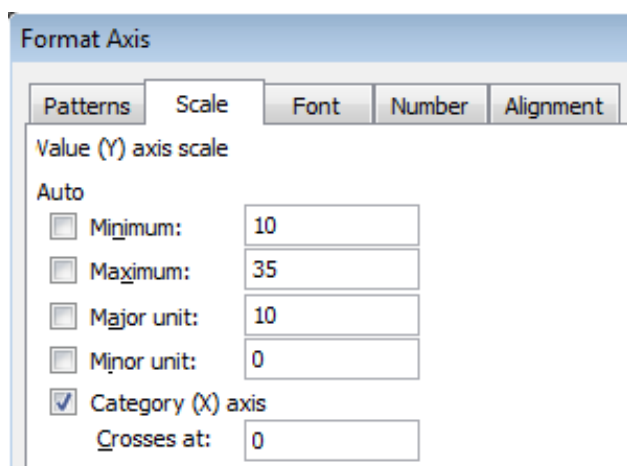 Format Axis
Patterns Scale Font Number Alignment
Value (Y) axis scale
Auto
Minimum: 10
Maximum: 35
Major unit: 10
Minor unit: 0
Category (X) axis
Crosses at: 0